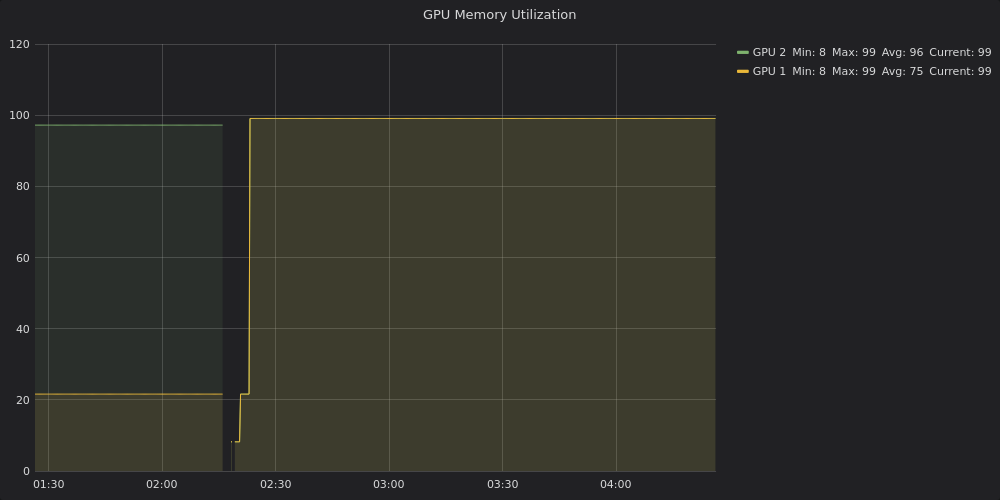 GPU Memory Utilization
120
100
80
60
40
20
0
01:30 02:00 02:30 03:00 03:30 04:00
GPU 2 Min: 8 Max: 99 Avg: 96 Current: 99
GPU 1 Min: 8 Max: 99 Avg: 75 Current: 99